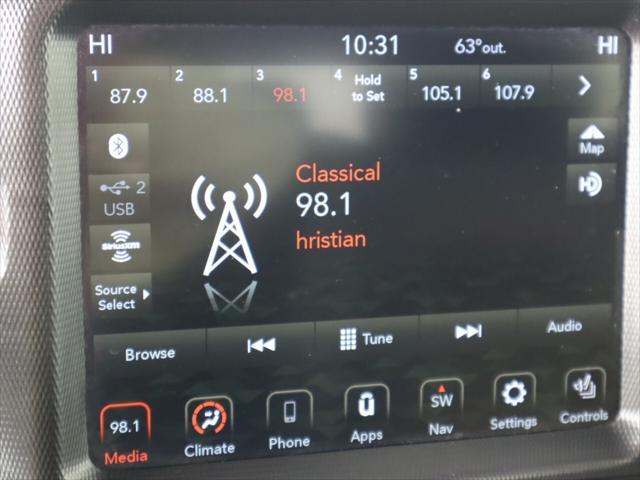 HI 10:31 63°out. HI
1 87.9 2 88.1 3 98.1 4 Hold to Set 5 105.1 6 107.9
Map
2
USB
HD
SiriusXM
Source
Select
Classical
98.1
hristian
Browse Tune Audio
98.1 SW
Media Climate Phone Apps Nav Settings Controls